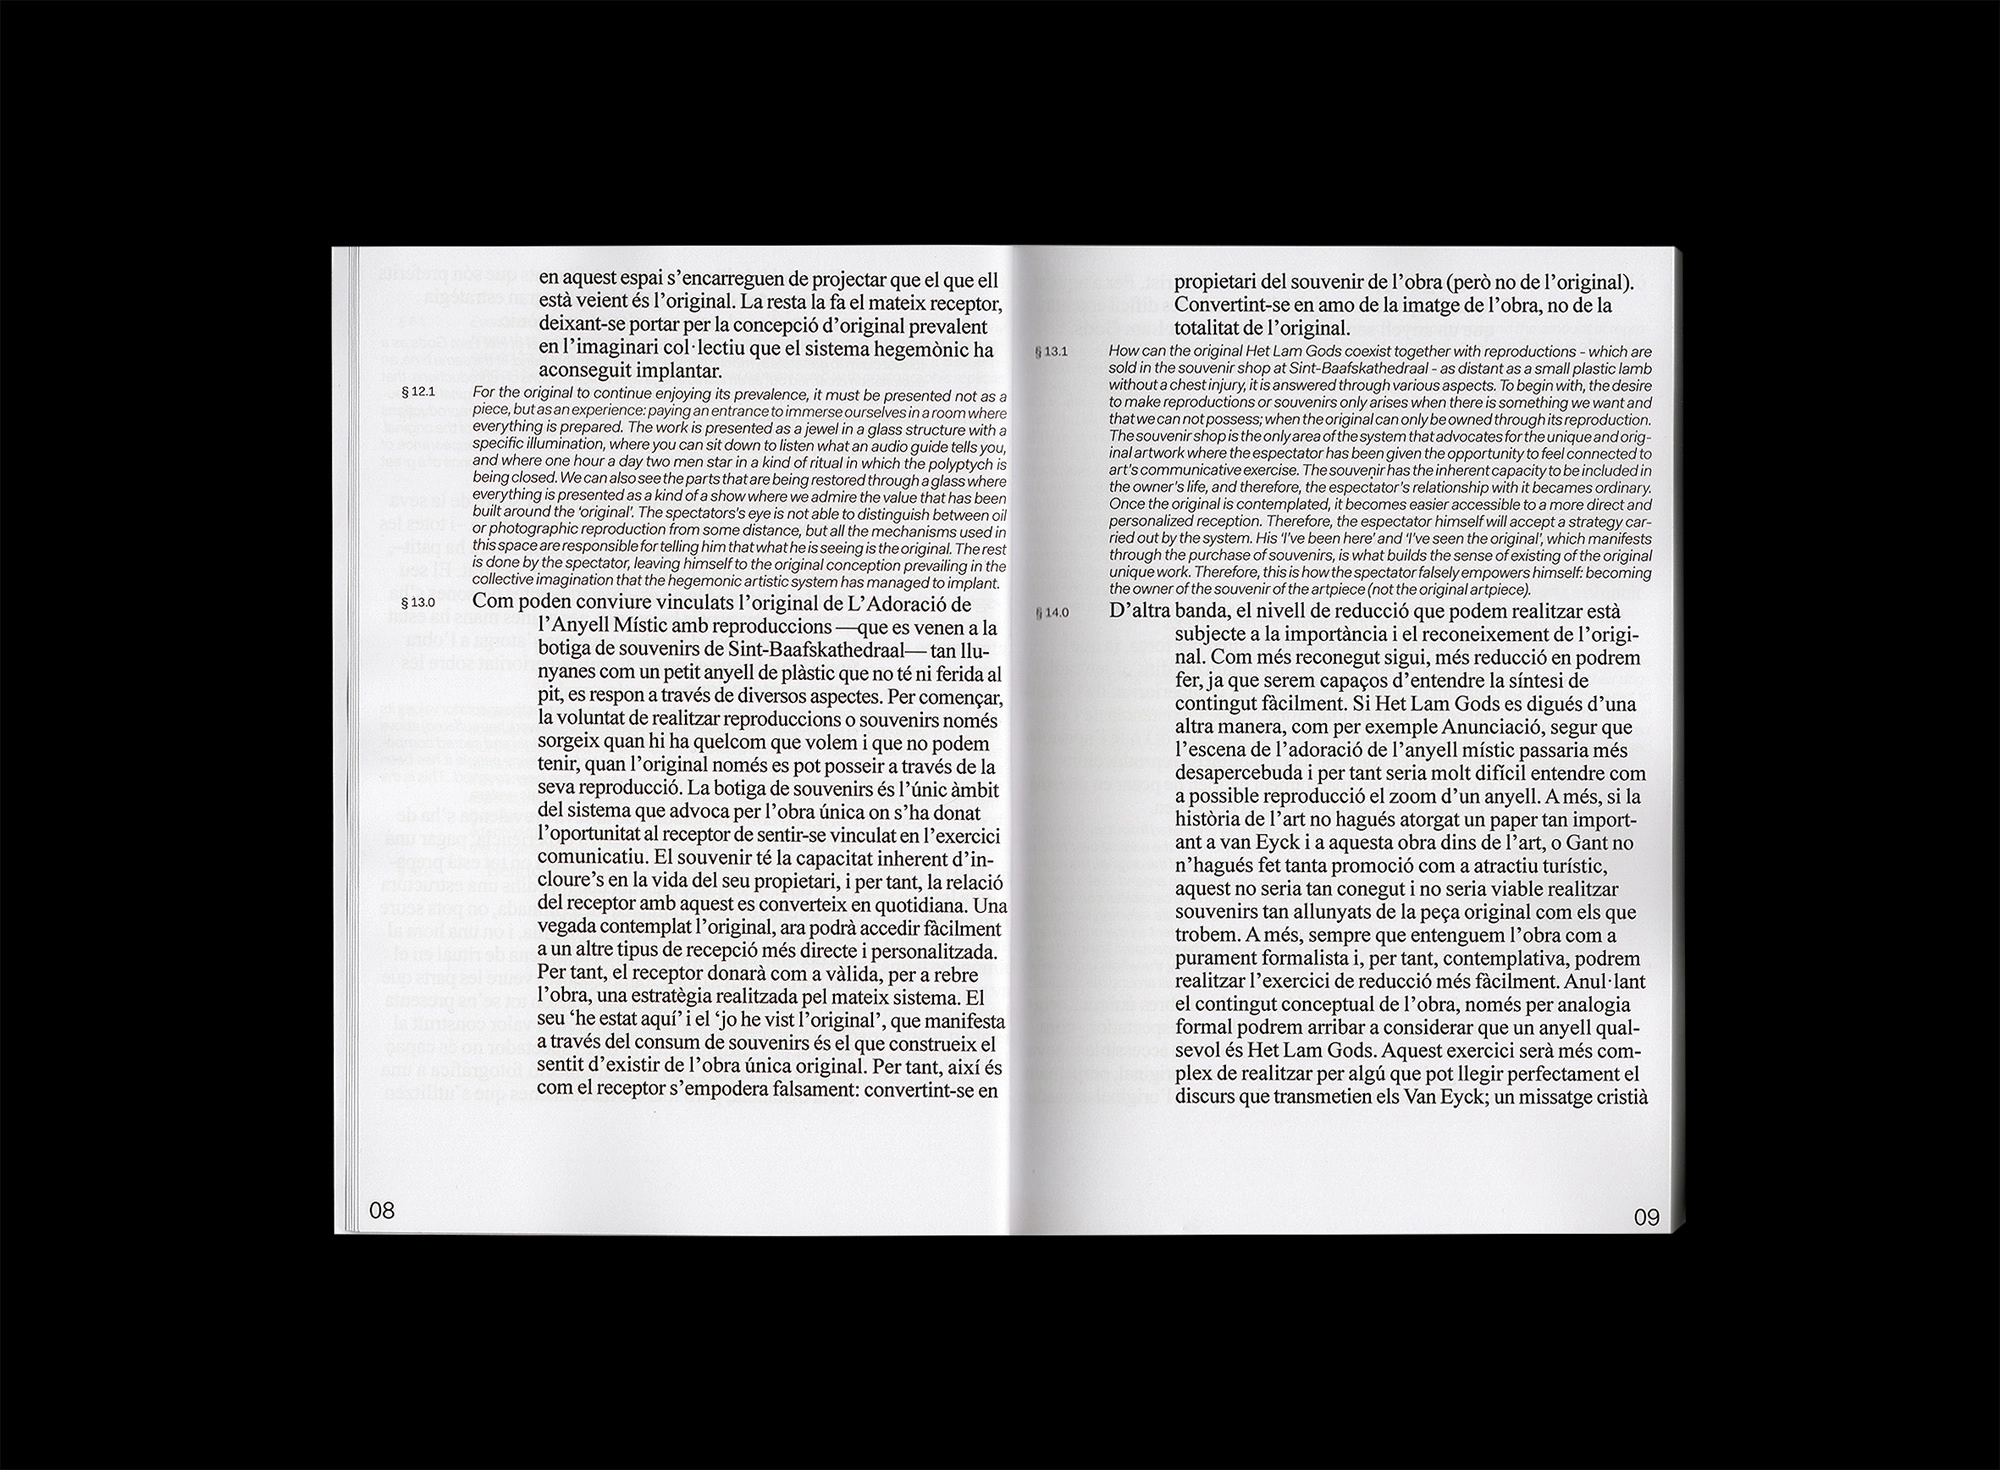 en aquest espai s’encarreguen de projectar que el que ell
està veient és l’original. La resta la fa el mateix receptor,
deixant-se portar per la concepció d’original prevalent
en l’imaginari col·lectiu que el sistema hegemònic ha
aconseguit implantar.
§ 12.1 For the original to continue enjoying its prevalence, it must be presented not as a
piece, but as an experience: paying an entrance to immerse ourselves in a room where
everything is prepared. The work is presented as a jewel in a glass structure with a
specific illumination, where you can sit down to listen what an audio guide tells you,
and where one hour a day two men star in a kind of ritual in which the polyptych is
being closed. We can also see the parts that are being restored through a glass where
everything is presented as a kind of a show where we admire the value that has been
built around the ‘original’. The spectators's eye is not able to distinguish between oil
or photographic reproduction from some distance, but all the mechanisms used in
this space are responsible for telling him that what he is seeing is the original. The rest
is done by the spectator, leaving himself to the original conception prevailing in the
collective imagination that the hegemonic artistic system has managed to implant.
§ 13.0 Com poden conviure vinculats l’original de L’Adoració de
l’Anyell Místic amb reproduccions —que es venen a la
botiga de souvenirs de Sint-Baafskathedraal— tan llu-
nyanes com un petit anyell de plàstic que no té ni ferida al
pit, es respon a través de diversos aspectes. Per començar,
la voluntat de realitzar reproduccions o souvenirs només
sorgeix quan hi ha quelcom que volem i que no podem
tenir, quan l’original només es pot posseir a través de la
seva reproducció. La botiga de souvenirs és l’únic àmbit
del sistema que advoca per l’obra única on s’ha donat
l’oportunitat al receptor de sentir-se vinculat en l’exercici
comunicatiu. El souvenir té la capacitat inherent d’in-
cloure’s en la vida del seu propietari, i per tant, la relació
del receptor amb aquest es converteix en quotidiana. Una
vegada contemplat l’original, ara podrà accedir fàcilment
a un altre tipus de recepció més directe i personalitzada.
Per tant, el receptor donarà com a vàlida, per a rebre
l’obra, una estratègia realitzada pel mateix sistema. El
seu ‘he estat aquí’ i el ‘jo he vist l’original’, que manifesta
a través del consum de souvenirs és el que construeix el
sentit d’existir de l’obra única original. Per tant, així és
com el receptor s’empodera falsament: convertint-se en
08
propietari del souvenir de l’obra (però no de l’original).
Convertint-se en amo de la imatge de l’obra, no de la
totalitat de l’original.
§ 13.1 How can the original Het Lam Gods coexist together with reproductions - which are
sold in the souvenir shop at Sint-Baafskathedraal - as distant as a small plastic lamb
without a chest injury, it is answered through various aspects. To begin with, the desire
to make reproductions or souvenirs only arises when there is something we want and
that we can not possess; when the original can only be owned through its reproduction.
The souvenir shop is the only area of the system that advocates for the unique and orig-
inal artwork where the espectator has been given the opportunity to feel connected to
art's communicative exercise. The souvenir has the inherent capacity to be included in
the owner's life, and therefore, the espectator's relationship with it becames ordinary.
Once the original is contemplated, it becomes easier accessible to a more direct and
personalized reception. Therefore, the espectator himself will accept a strategy car-
ried out by the system. His ‘I've been here’ and ‘I've seen the original’, which manifests
through the purchase of souvenirs, is what builds the sense of existing of the original
unique work. Therefore, this is how the spectator falsely empowers himself: becoming
the owner of the souvenir of the artpiece (not the original artpiece).
§ 14.0 D’altra banda, el nivell de reducció que podem realitzar està
subjecte a la importància i el reconeixement de l’origi-
nal. Com més reconegut sigui, més reducció en podrem
fer, ja que serem capaços d’entendre la síntesi de
contingut fàcilment. Si Het Lam Gods es digués d’una
altra manera, com per exemple Anunciació, segur que
l’escena de l’adoració de l’anyell místic passaria més
desapercebuda i per tant seria molt difícil entendre com
a possible reproducció el zoom d’un anyell. A més, si la
història de l’art no hagués atorgat un paper tan import-
ant a van Eyck i a aquesta obra dins de l’art, o Gant no
n’hagués fet tanta promoció com a atractiu turístic,
aquest no seria tan conegut i no seria viable realitzar
souvenirs tan allunyats de la peça original com els que
trobem. A més, sempre que entenguem l’obra com a
purament formalista i, per tant, contemplativa, podrem
realitzar l’exercici de reducció més fàcilment. Anul·lant
el contingut conceptual de l’obra, només per analogia
formal podrem arribar a considerar que un anyell qual-
sevol és Het Lam Gods. Aquest exercici serà més com-
plex de realitzar per algú que pot llegir perfectament el
discurs que transmetien els Van Eyck; un missatge cristià
09